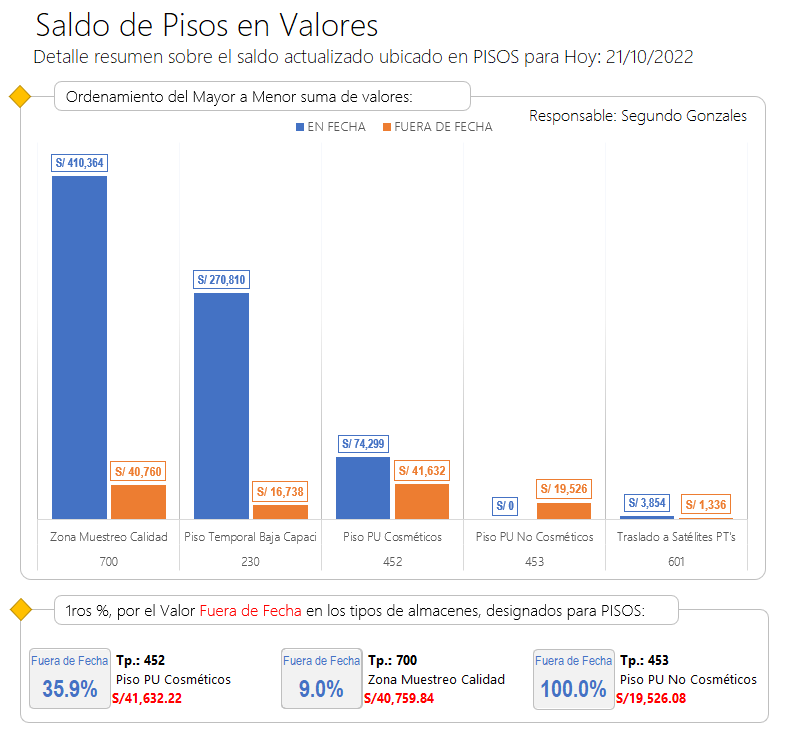 Saldo de Pisos en Valores
Detalle resumen sobre el saldo actualizado ubicado en PISOS para Hoy: 21/10/2022
Ordenamiento del Mayor a Menor suma de valores:
Responsable: Segundo Gonzales
EN FECHA FUERA DE FECHA
S/ 410,364
S/ 270,810
S/ 74,299
S/ 40,760
S/ 41,632
S/ 16,738
S/ 19,526
S/ 0
S/ 3,854
S/ 1,336
Zona Muestreo Calidad Piso Temporal Baja Capaci Piso PU Cosméticos Piso PU No Cosméticos Traslado a Satélites PT's
700 230 452 453 601
1ros %, por el Valor Fuera de Fecha en los tipos de almacenes, designados para PISOS:
Fuera de Fecha
35.9%
Tp.: 452
Piso PU Cosméticos
S/41,632.22
Fuera de Fecha
9.0%
Tp.: 700
Zona Muestreo Calidad
S/40,759.84
Fuera de Fecha
100.0%
Tp.: 453
Piso PU No Cosméticos
S/19,526.08